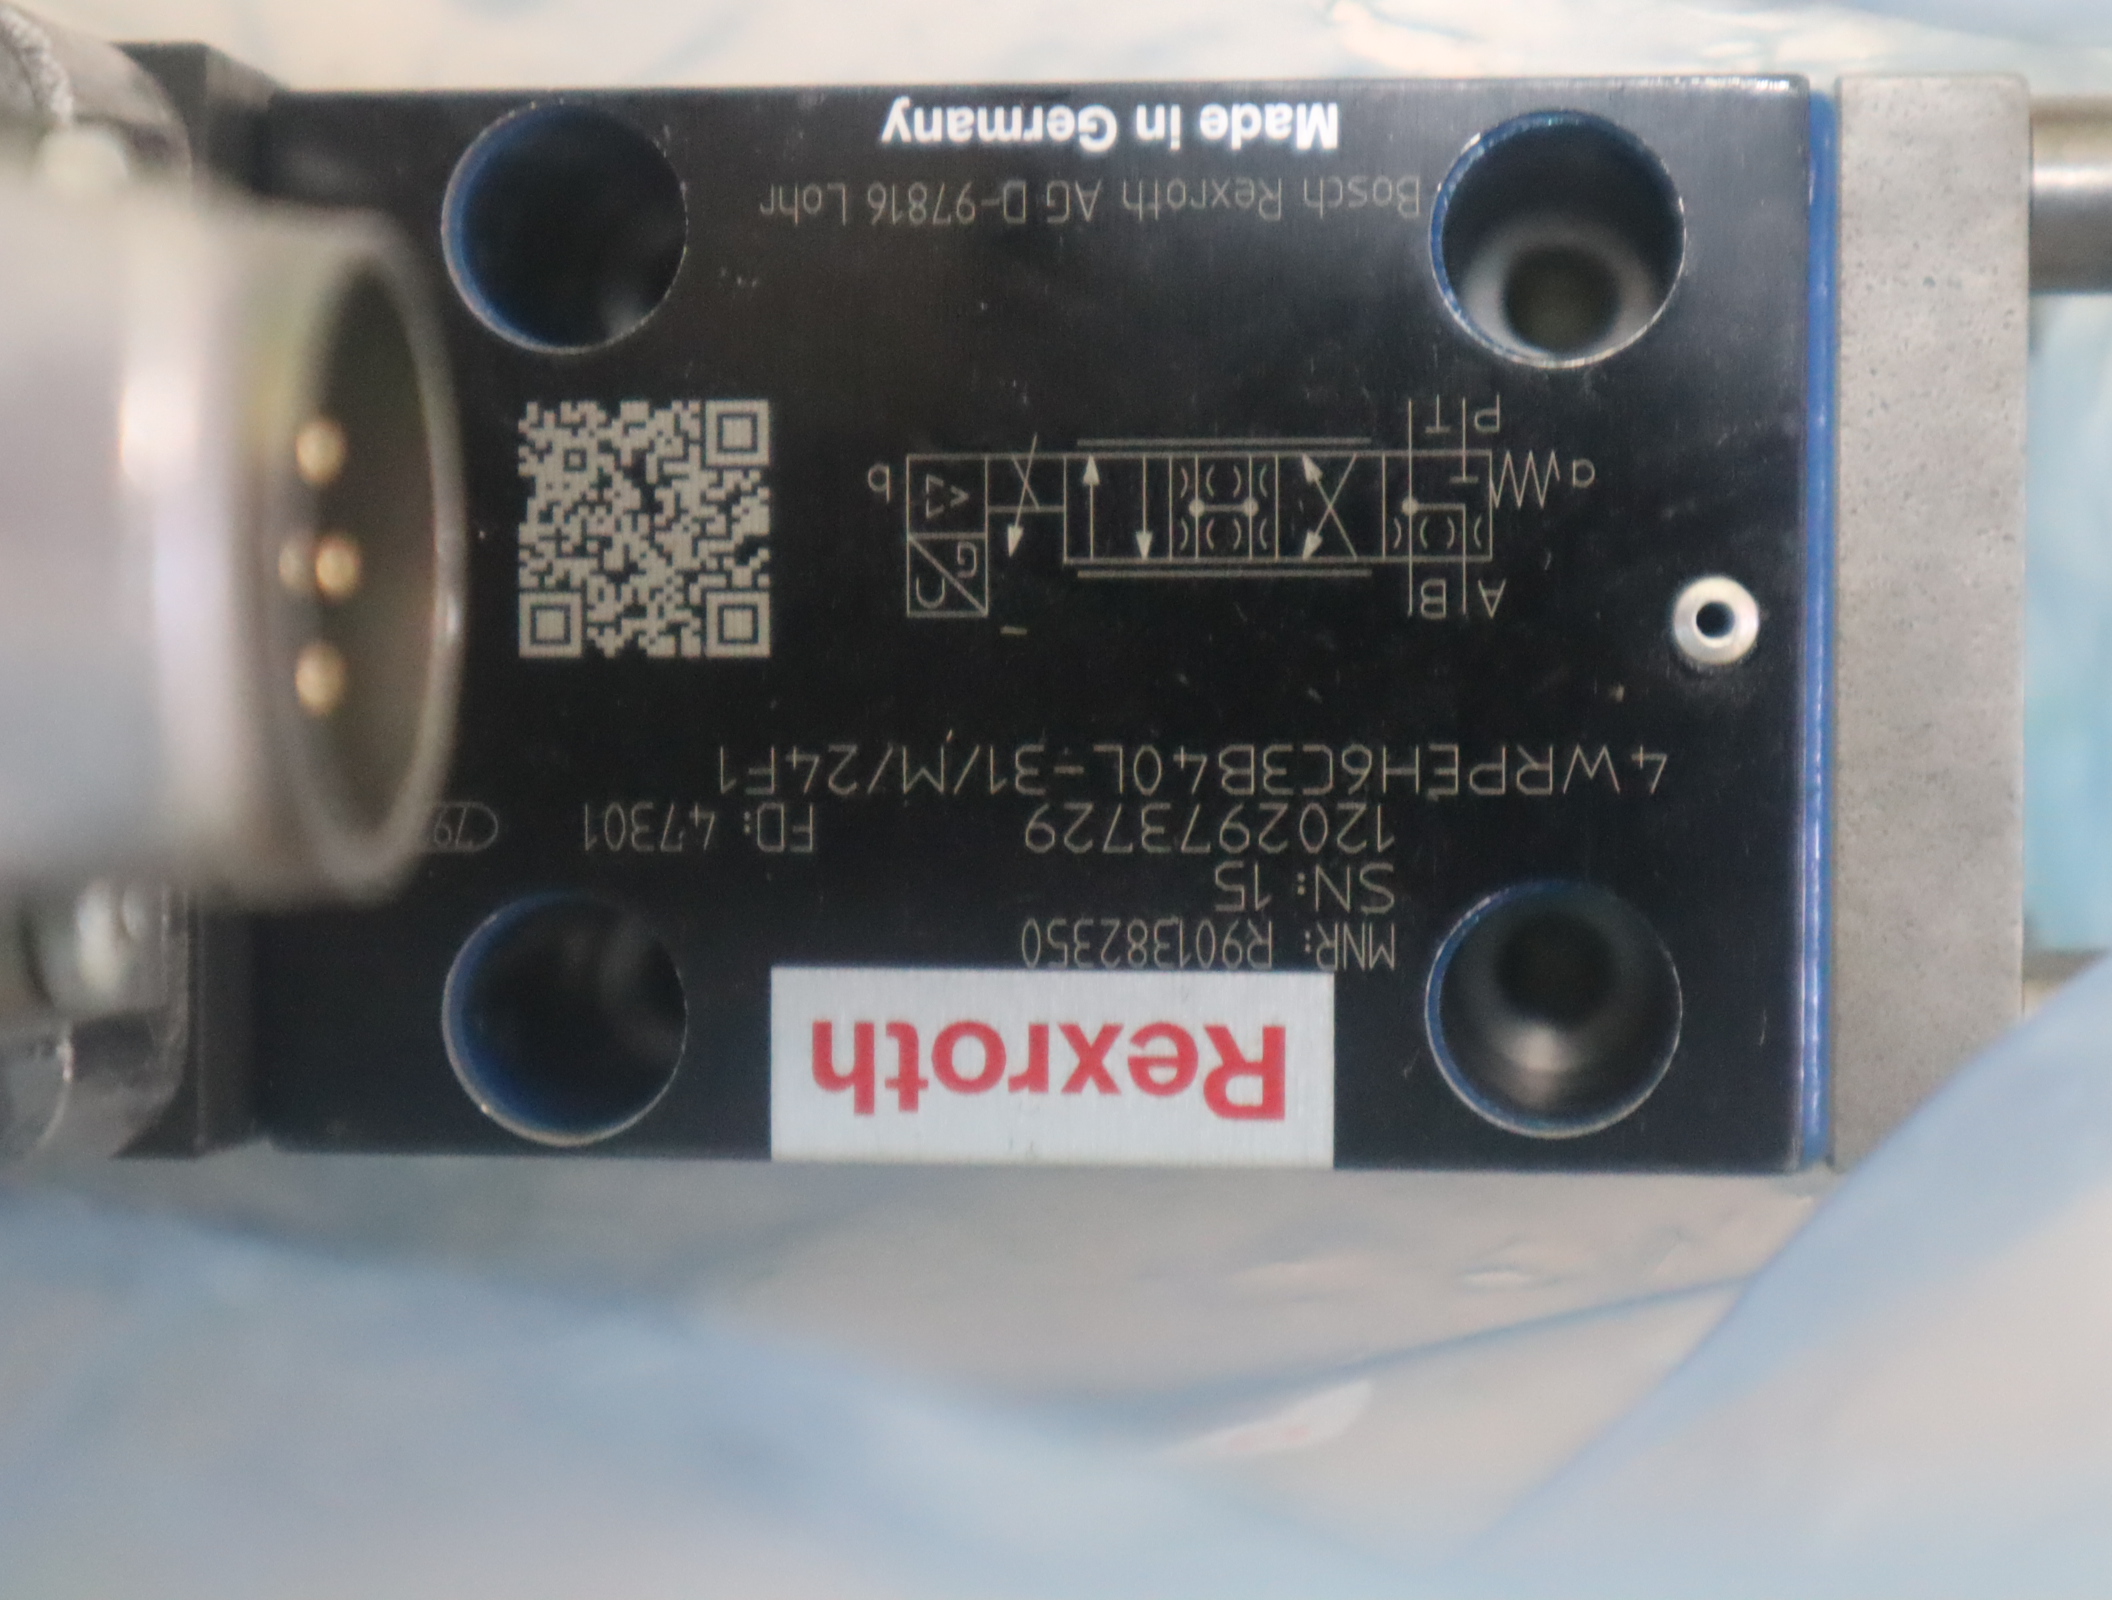 Rexroth
MNR: R901382350
SN: 15
1202973729 FD: 47301
4WRPEH6C3B40L-31/M/24F1
A B
a b
P T
G
U
Bosch Rexroth AG D-97816 Lohr
Made in Germany